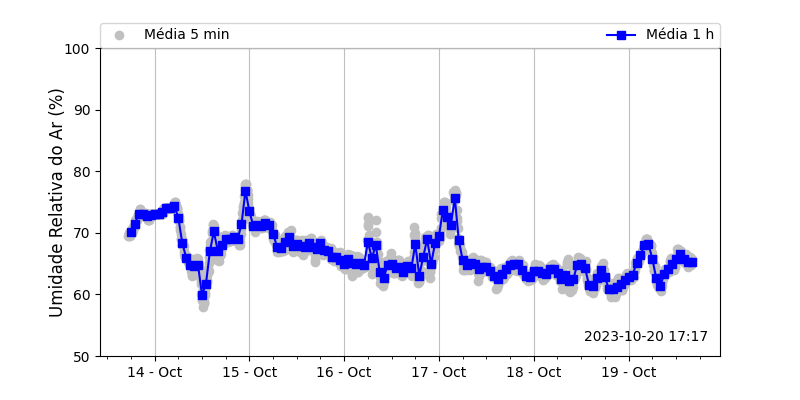 Média 5 min
Média 1 h
Umidade Relativa do Ar (%)
100
90
80
70
60
50
2023-10-20 17:17
14 - Oct
15 - Oct
16 - Oct
17 - Oct
18 - Oct
19 - Oct